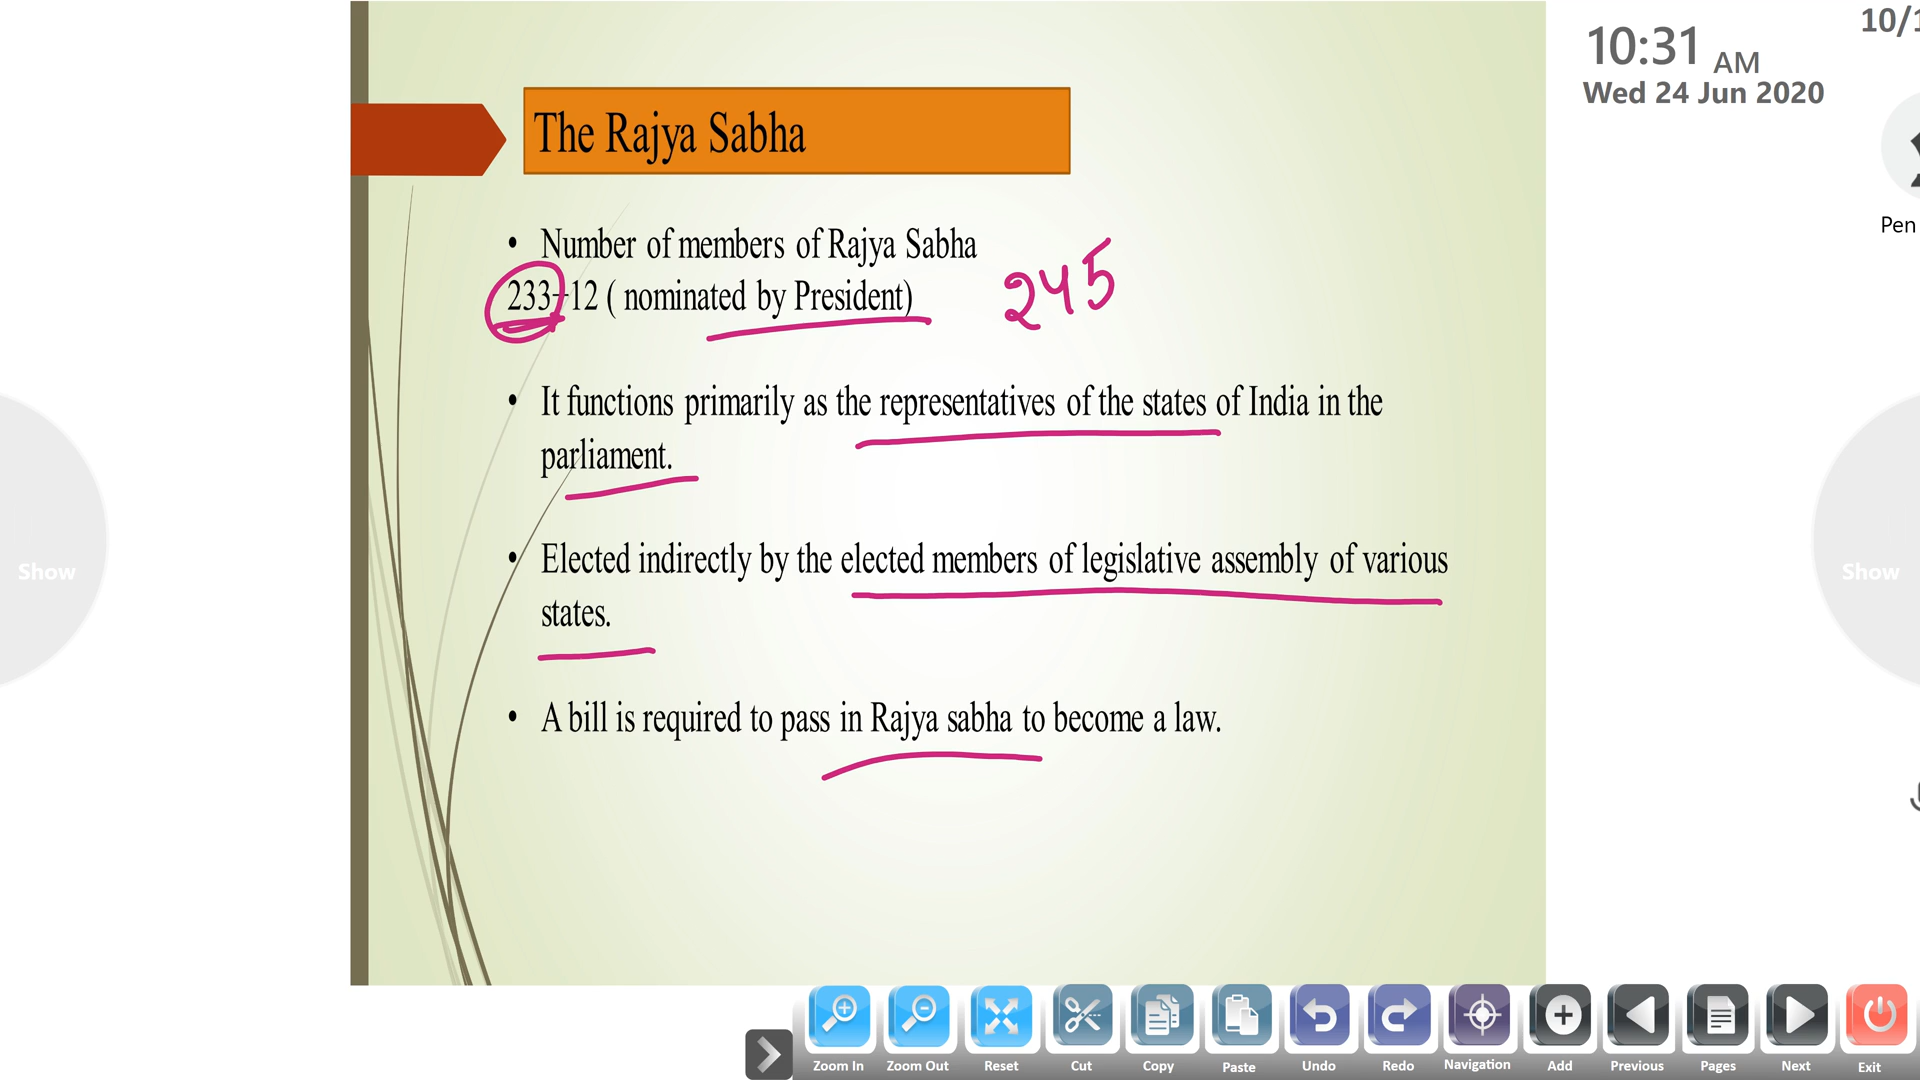 10:31 AM
10/1
Wed 24 Jun 2020
The Rajya Sabha
Pen
• Number of members of Rajya Sabha
233+12 ( nominated by President)
245
• It functions primarily as the representatives of the states of India in the
parliament.
• Elected indirectly by the elected members of legislative assembly of various
states.
Show
Show
• A bill is required to pass in Rajya sabha to become a law.
Zoom In Zoom Out Reset Cut Copy Paste Undo Redo Navigation Add Previous Pages Next Exit